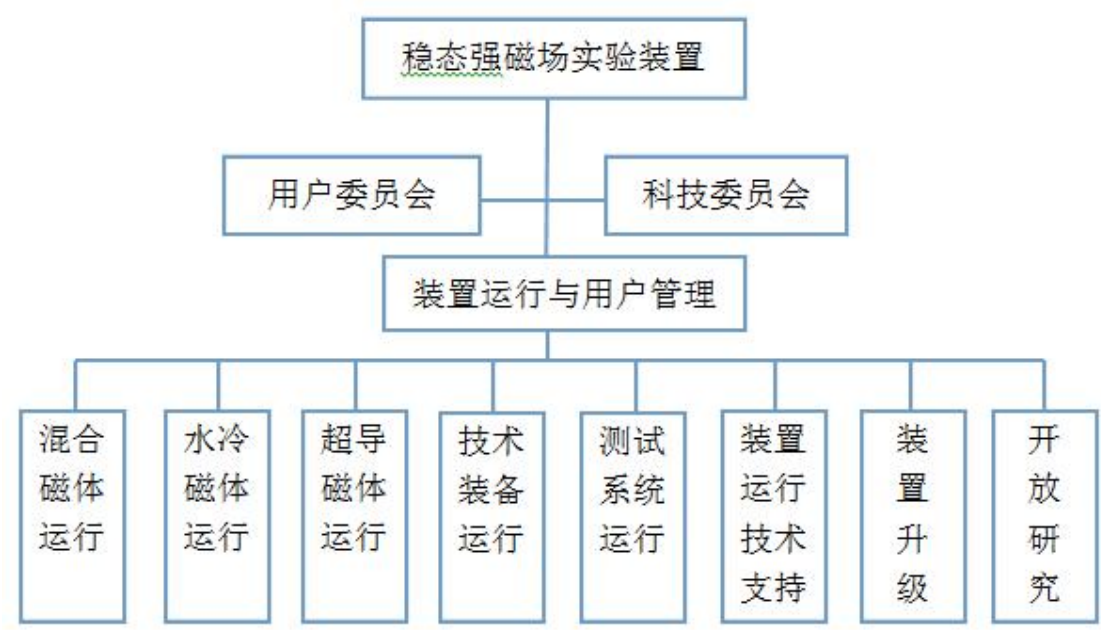 稳态强磁场实验装置
用户委员会
科技委员会
装置运行与用户管理
混合
磁体
运行
水冷
磁体
运行
超导
磁体
运行
技术
装备
运行
测试
系统
运行
装置
运行
技术
支持
装
置
升
级
开
放
研
究